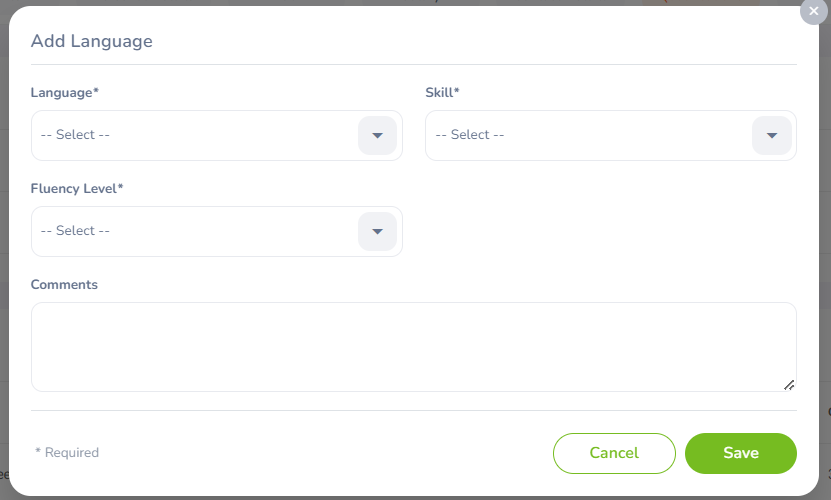 Add Language
Language* Skill*
-- Select -- -- Select --
Fluency Level*
-- Select --
Comments
* Required Cancel Save